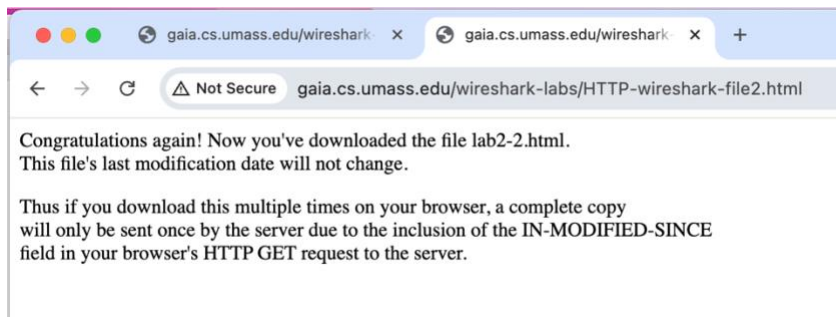 gaia.cs.umass.edu/wireshark-
gaia.cs.umass.edu/wireshark-
Not Secure gaia.cs.umass.edu/wireshark-labs/HTTP-wireshark-file2.html
Congratulations again! Now you've downloaded the file lab2-2.html.
This file's last modification date will not change.
Thus if you download this multiple times on your browser, a complete copy
will only be sent once by the server due to the inclusion of the IN-MODIFIED-SINCE
field in your browser's HTTP GET request to the server.